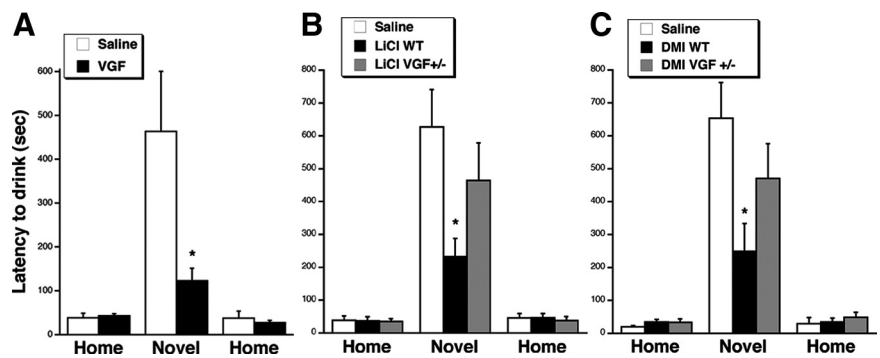 A
Saline
VGF
Latency to drink (sec)
600
500
400
300
200
100
0
*
Home Novel Home
B
Saline
LiCl WT
LiCl VGF+/-
800
700
600
500
400
300
200
100
0
*
Home Novel Home
C
Saline
DMI WT
DMI VGF +/-
800
700
600
500
400
300
200
100
0
*
Home Novel Home